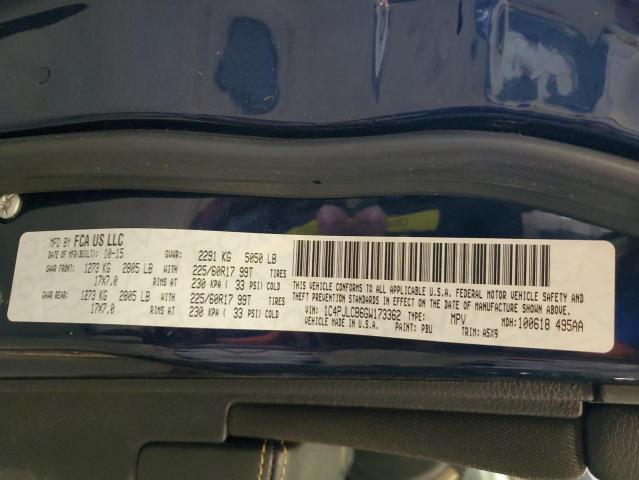 MFD BY FCA US LLC
DATE OF MFR(BUILT): 10-15 GVWR: 2291 KG 5050 LB
GAWR FRONT: 1273 KG 2805 LB WITH 225/60R17 99T TIRES
17X7.0 RIMS AT 230 KPA ( 33 PSI) COLD
GAWR REAR: 1273 KG 2805 LB WITH 225/60R17 99T TIRES
17X7.0 RIMS AT 230 KPA ( 33 PSI) COLD
THIS VEHICLE CONFORMS TO ALL APPLICABLE U.S.A. FEDERAL MOTOR VEHICLE SAFETY AND
THEFT PREVENTION STANDARDS IN EFFECT ON THE DATE OF MANUFACTURE SHOWN ABOVE.
VIN: 1C4PJLCB6GW173362 TYPE: MPV MDH: 100618 495AA
VEHICLE MADE IN U.S.A. PAINT: PBU TRIM: A5X9